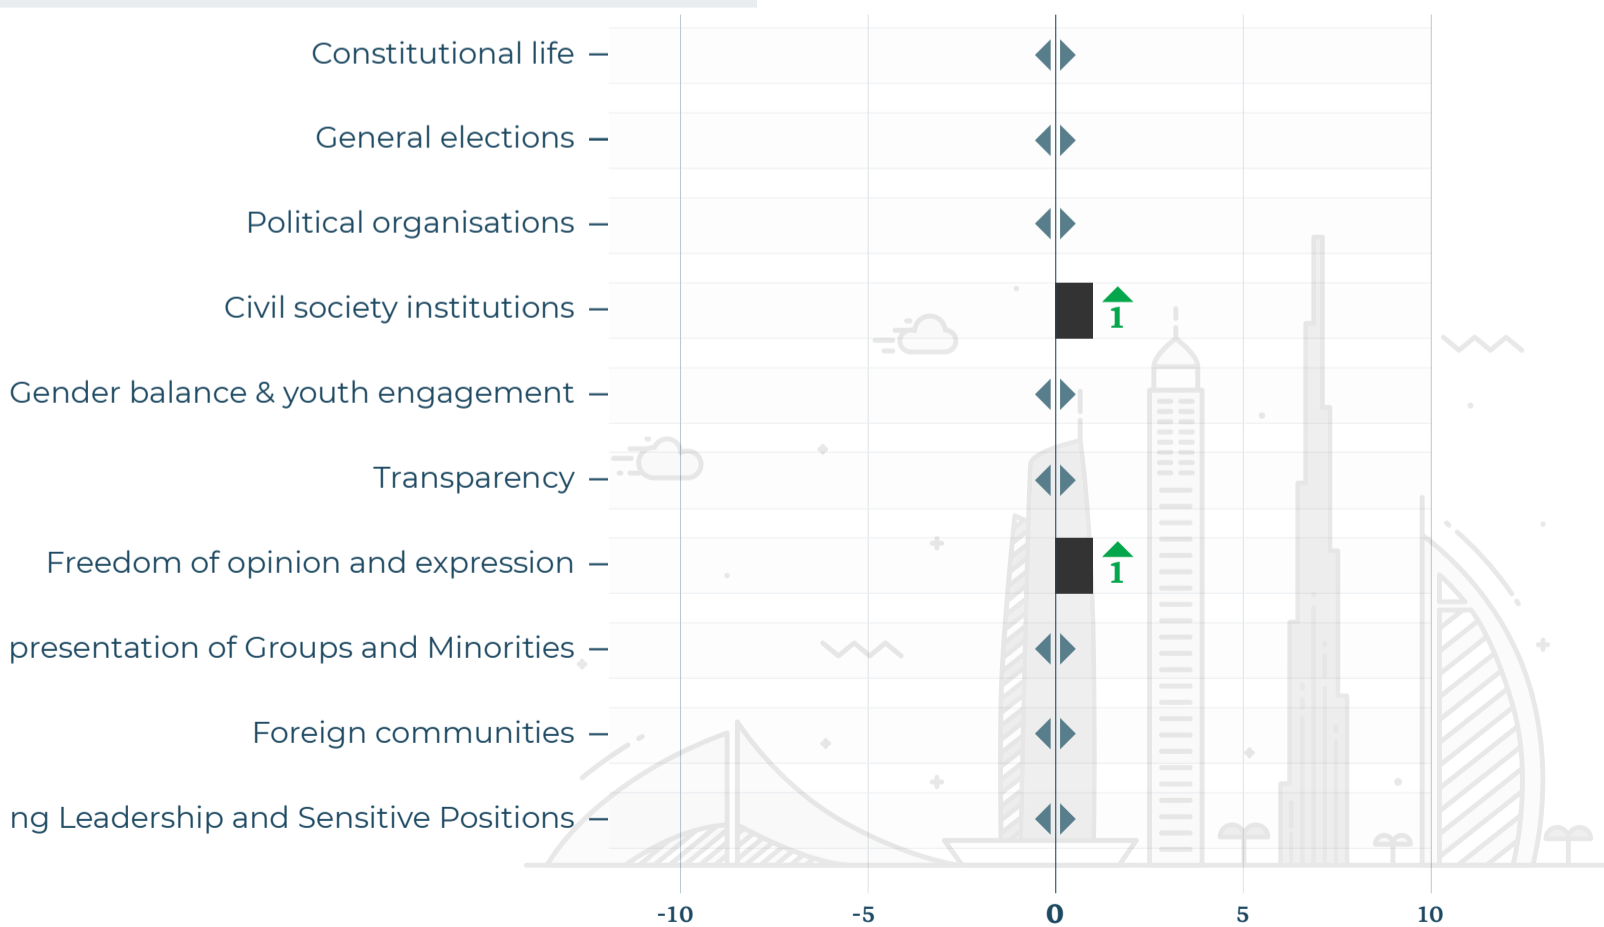 Constitutional life
General elections
Political organisations
Civil society institutions
1
Gender balance & youth engagement
Transparency
Freedom of opinion and expression
1
presentation of Groups and Minorities
Foreign communities
ng Leadership and Sensitive Positions
-10 -5 0 5 10